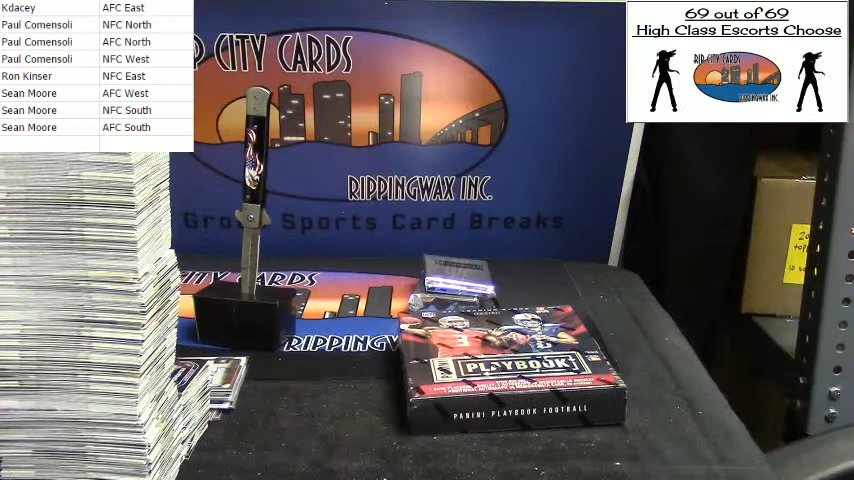 Kdacey AFC East
Paul Comensoli NFC North
Paul Comensoli AFC North
Paul Comensoli NFC West
Ron Kinser NFC East
Sean Moore AFC West
Sean Moore NFC South
Sean Moore AFC South
69 out of 69
High Class Escorts Choose
RIP CITY CARDS
RIPPINGWAX INC.
P CITY CARDS
RIPPINGWAX INC.
Group Sports Card Breaks
CITY CARDS
RIPPINGW
PLAYBOOK
PANINI PLAYBOOK FOOTBALL